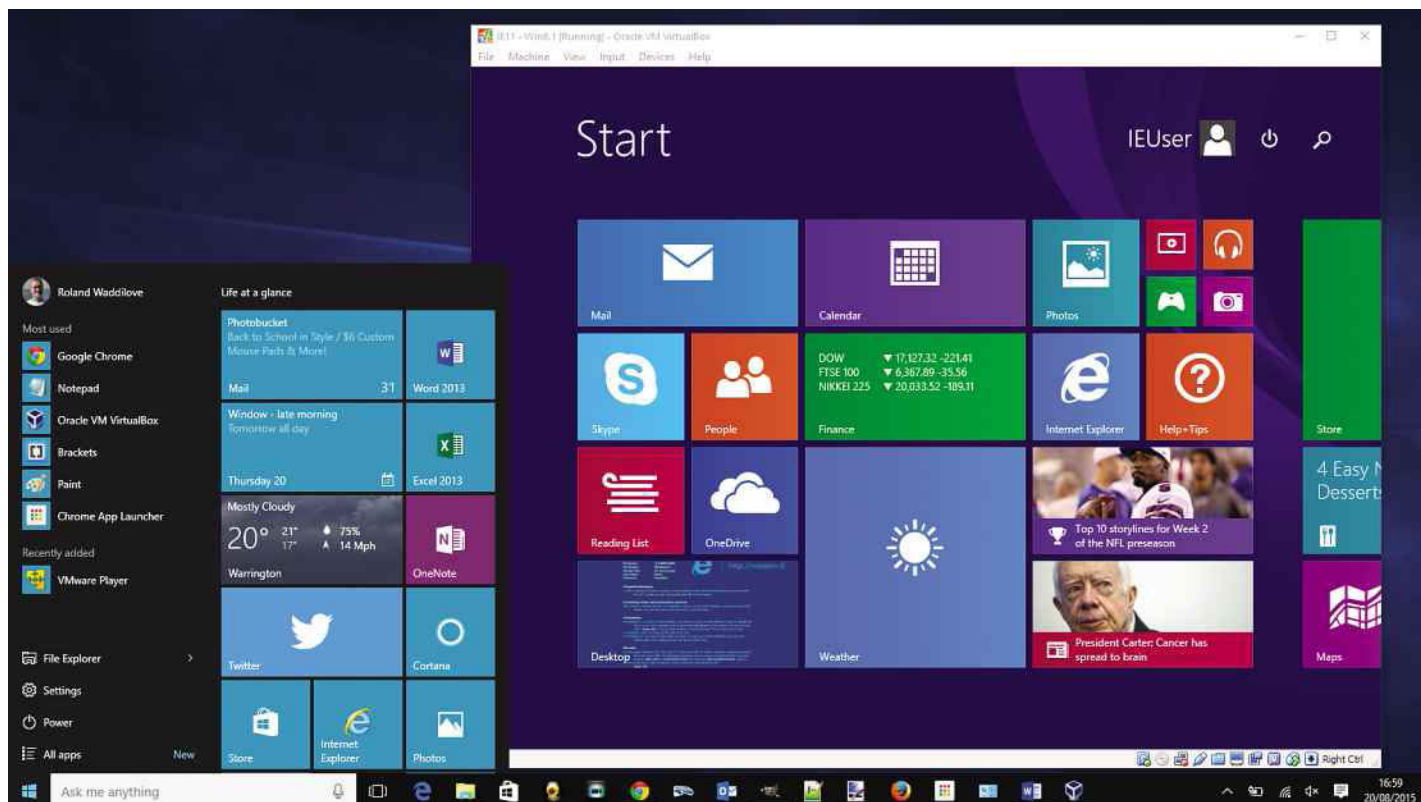 IE11 - Win8.1 [Running] - Oracle VM VirtualBox
File Machine View Input Devices Help
Start
IEUser
Mail
Calendar
Photos
Skype
People
DOW ▼ 17,127.32 -221.41
FTSE 100 ▼ 6,367.89 -35.56
NIKKEI 225 ▼ 20,033.52 -189.11
Finance
Internet Explorer
Help+Tips
Store
Reading List
OneDrive
Weather
Top 10 storylines for Week 2
of the NFL preseason
4 Easy
Desserts
Desktop
President Carter: Cancer has
spread to brain
Maps
Right Ctrl
Roland Waddilove
Most used
Google Chrome
Notepad
Oracle VM VirtualBox
Brackets
Paint
Chrome App Launcher
Recently added
VMware Player
File Explorer
Settings
Power
All apps New
Life at a glance
Photobucket
Back to School in Style / $6 Custom
Mouse Pads & More!
Mail 31
Word 2013
Window - late morning
Tomorrow all day
Thursday 20
Excel 2013
Mostly Cloudy
20° 21° 75%
17° 14 Mph
Warrington
OneNote
Twitter
Cortana
Store
Internet
Explorer
Photos
Ask me anything
16:59
20/08/2015